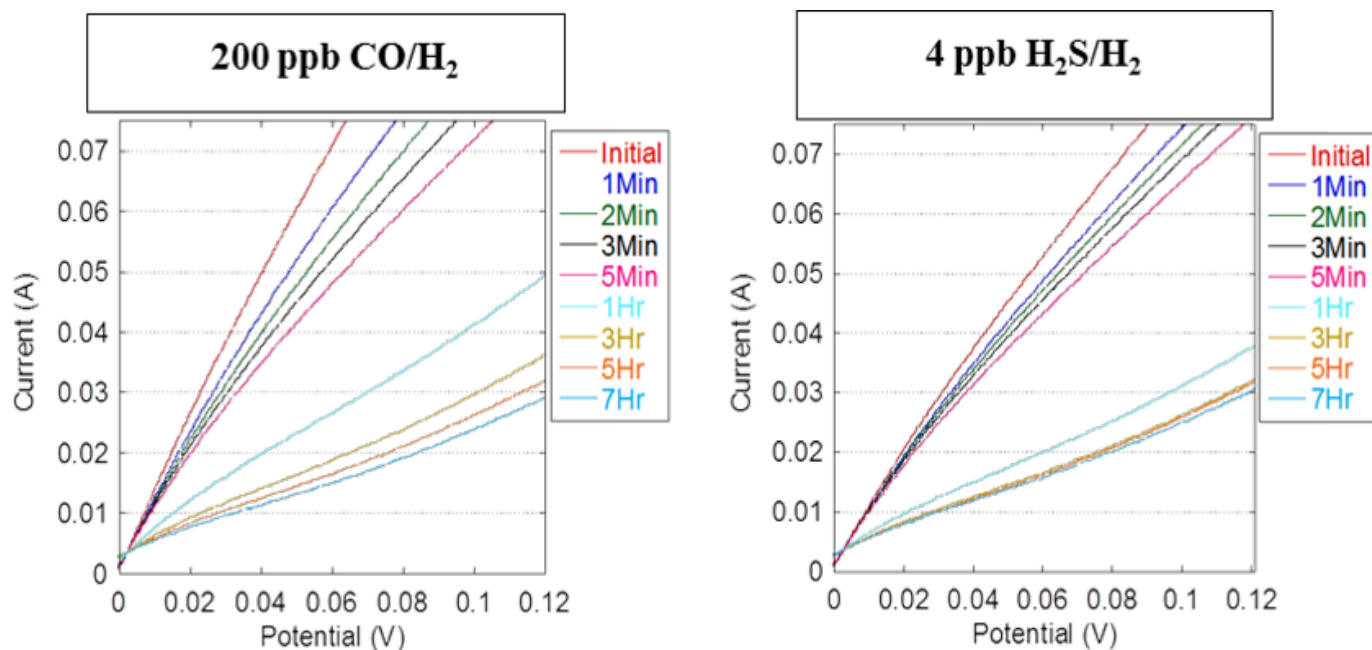 200 ppb CO/H₂
0.07
0.06
0.05
0.04
0.03
0.02
0.01
0
Current (A)
0 0.02 0.04 0.06 0.08 0.1 0.12
Potential (V)
Initial
1Min
2Min
3Min
5Min
1Hr
3Hr
5Hr
7Hr
4 ppb H₂S/H₂
0.07
0.06
0.05
0.04
0.03
0.02
0.01
0
Current (A)
0 0.02 0.04 0.06 0.08 0.1 0.12
Potential (V)
Initial
1Min
2Min
3Min
5Min
1Hr
3Hr
5Hr
7Hr